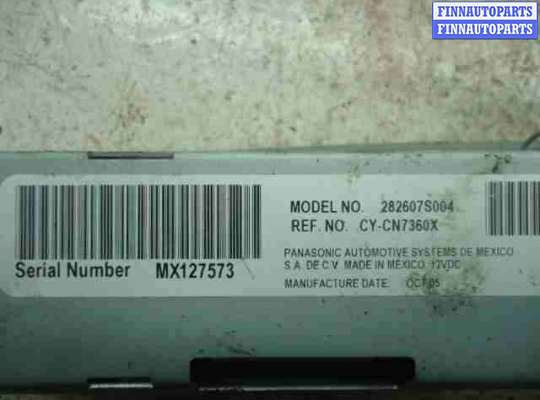 FINNAUTOPARTS
FINNAUTOPARTS
MODEL NO. 282607S004
REF. NO. CY-CN7360X
PANASONIC AUTOMOTIVE SYSTEMS DE MEXICO
S.A. DE C.V. MADE IN MEXICO 12VDC
MANUFACTURE DATE. OCT.05
Serial Number MX127573